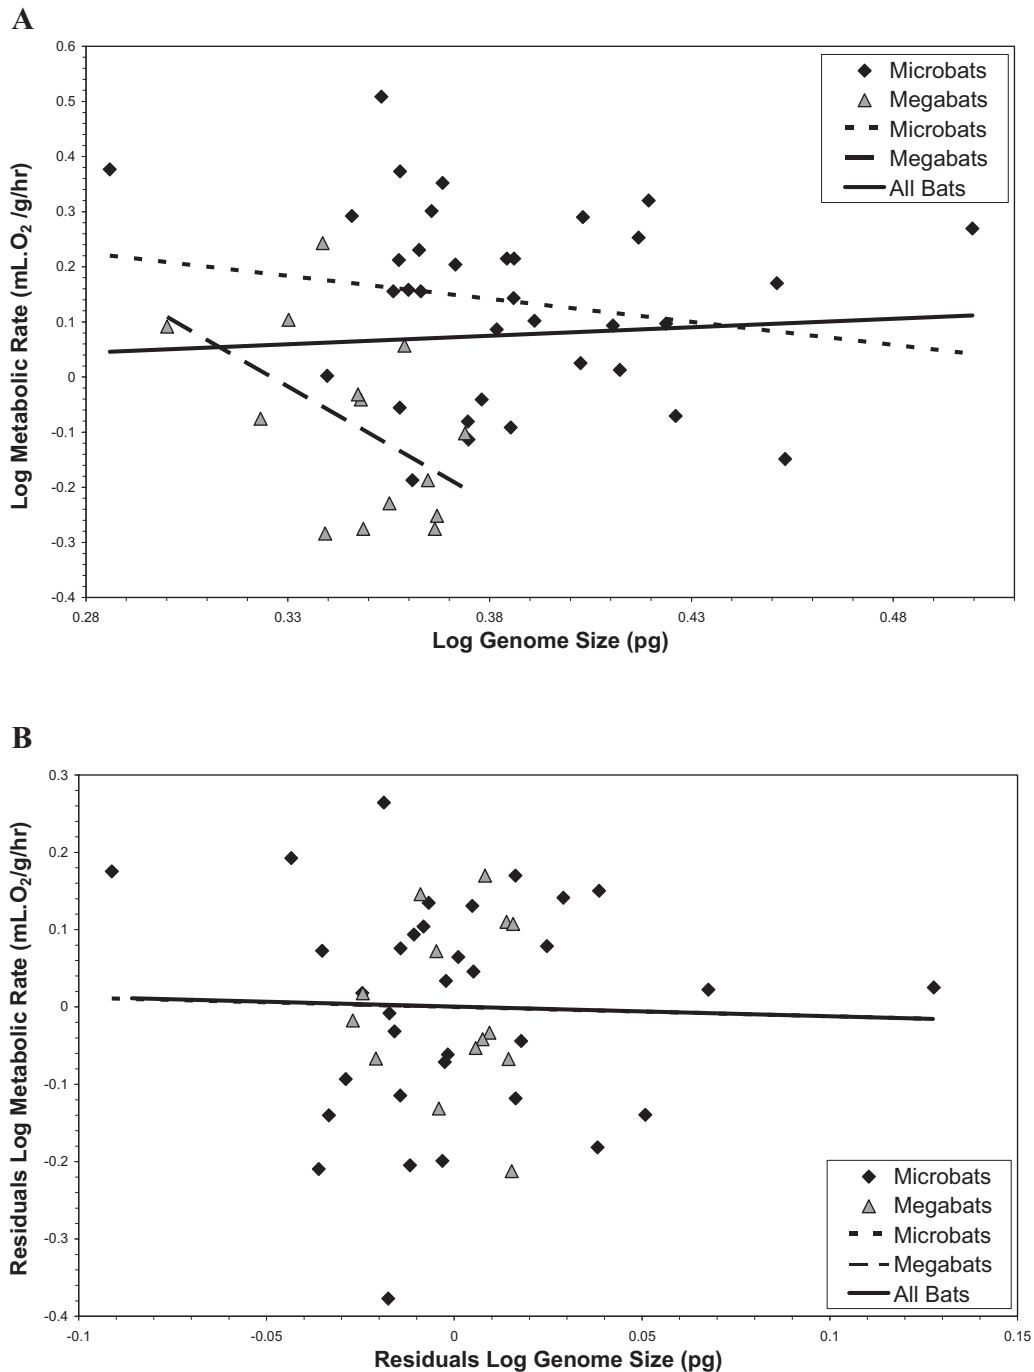 A
Log Metabolic Rate (mL.O₂ /g/hr)
0.6
0.5
0.4
0.3
0.2
0.1
0
-0.1
-0.2
-0.3
-0.4
0.28
0.33
0.38
0.43
0.48
Log Genome Size (pg)
Microbats
Megabats
Microbats
Megabats
All Bats
B
Residuals Log Metabolic Rate (mL.O₂/g/hr)
0.3
0.2
0.1
0
-0.1
-0.2
-0.3
-0.4
-0.1
-0.05
0
0.05
0.1
0.15
Residuals Log Genome Size (pg)
Microbats
Megabats
Microbats
Megabats
All Bats